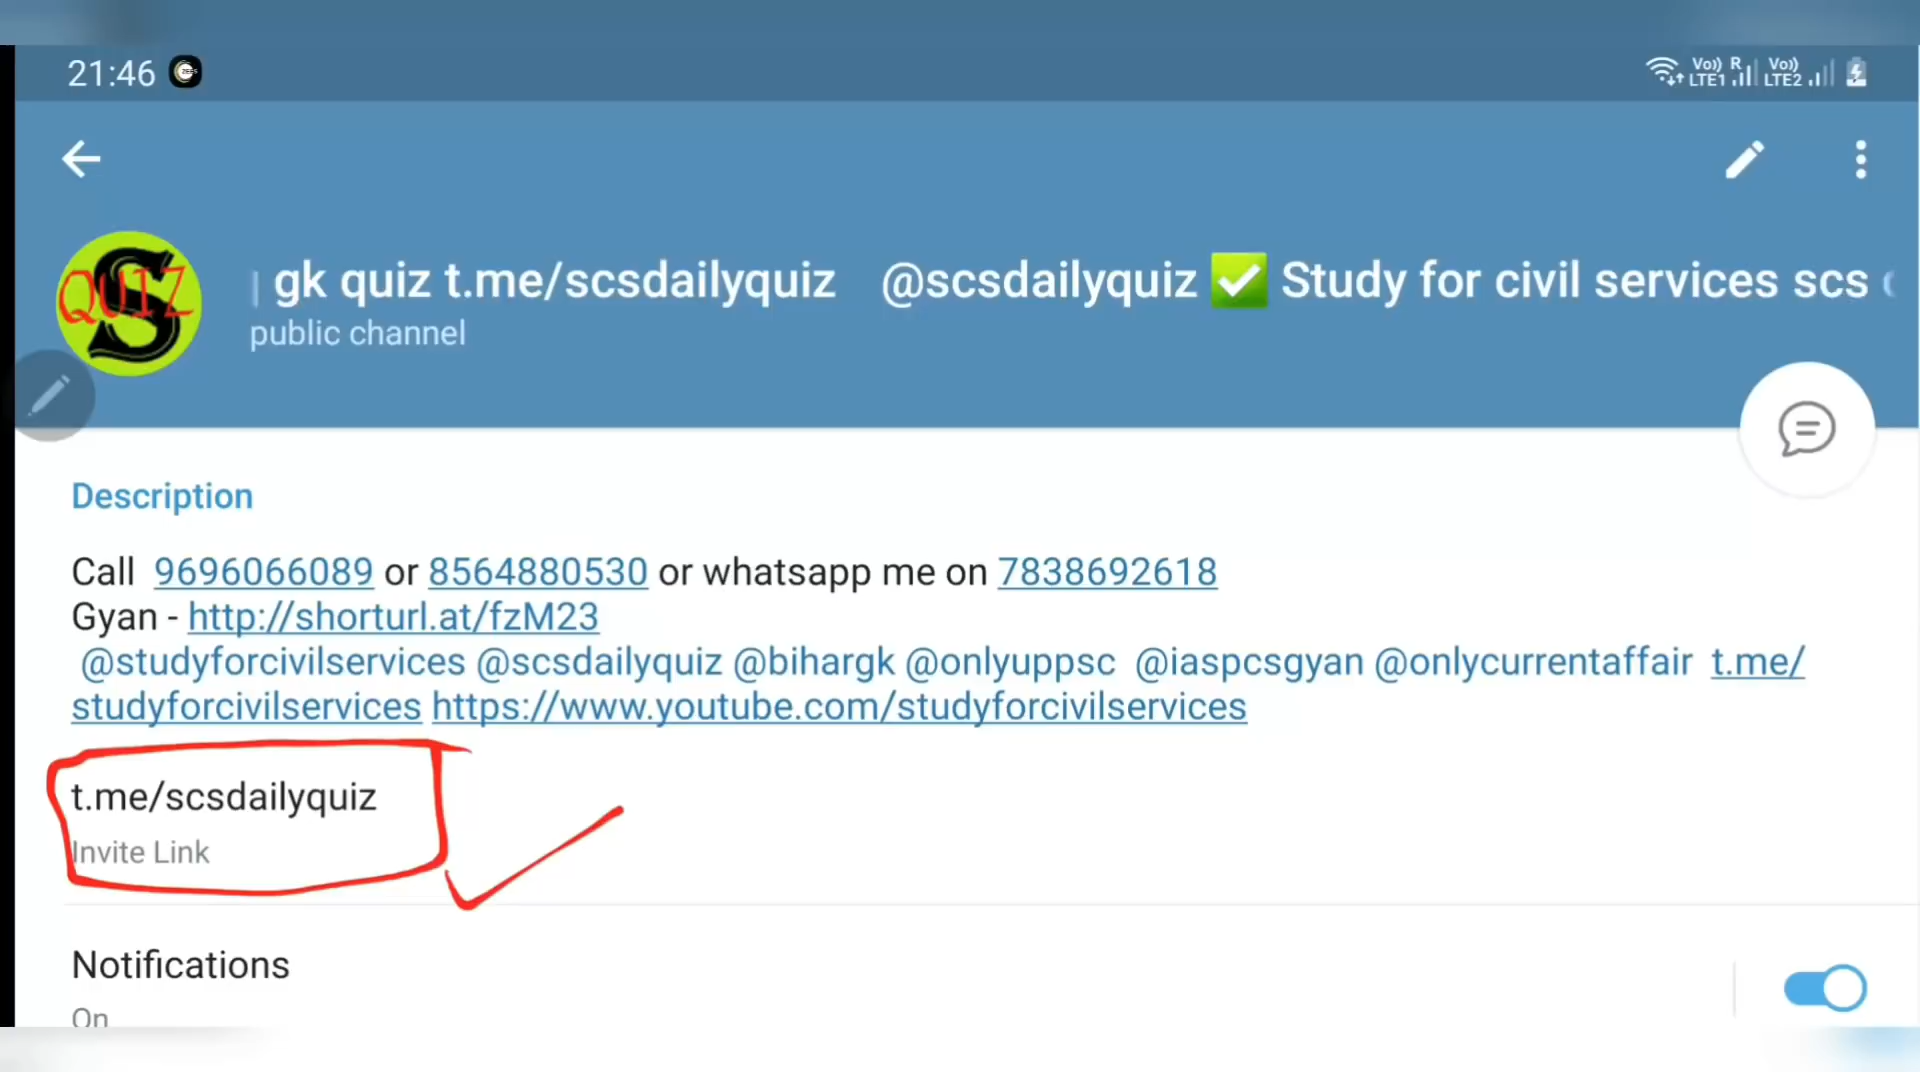 21:46
Vo)) R Vo))
LTE1 LTE2
QUIZ S
gk quiz t.me/scsdailyquiz @scsdailyquiz ✅ Study for civil services scs
public channel
Description
Call 9696066089 or 8564880530 or whatsapp me on 7838692618
Gyan - http://shorturl.at/fzM23
@studyforcivilservices @scsdailyquiz @bihargk @onlyuppsc @iaspcsgyan @onlycurrentaffair t.me/
studyforcivilservices https://www.youtube.com/studyforcivilservices
t.me/scsdailyquiz
Invite Link
Notifications
On